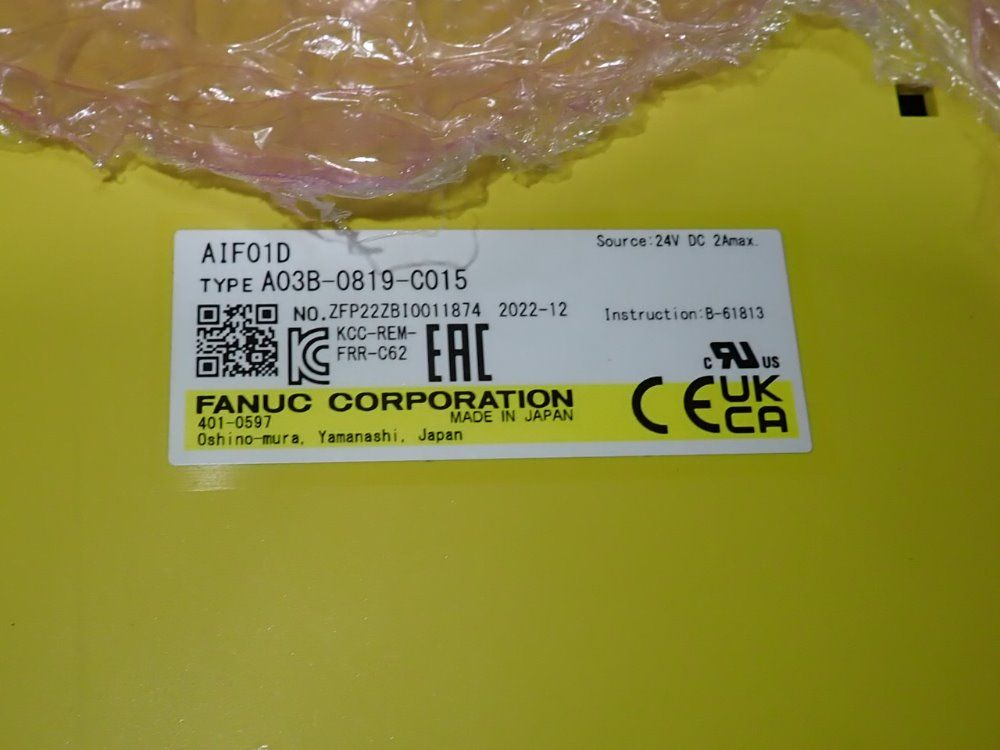 AIF01D
Source:24V DC 2Amax.
TYPE A03B-0819-C015
NO.ZFP22ZBI0011874 2022-12
Instruction:B-61813
KCC-REM-
FRR-C62
EAC
c RU US
FANUC CORPORATION
401-0597
MADE IN JAPAN
Oshino-mura, Yamanashi, Japan
CE
UK
CA